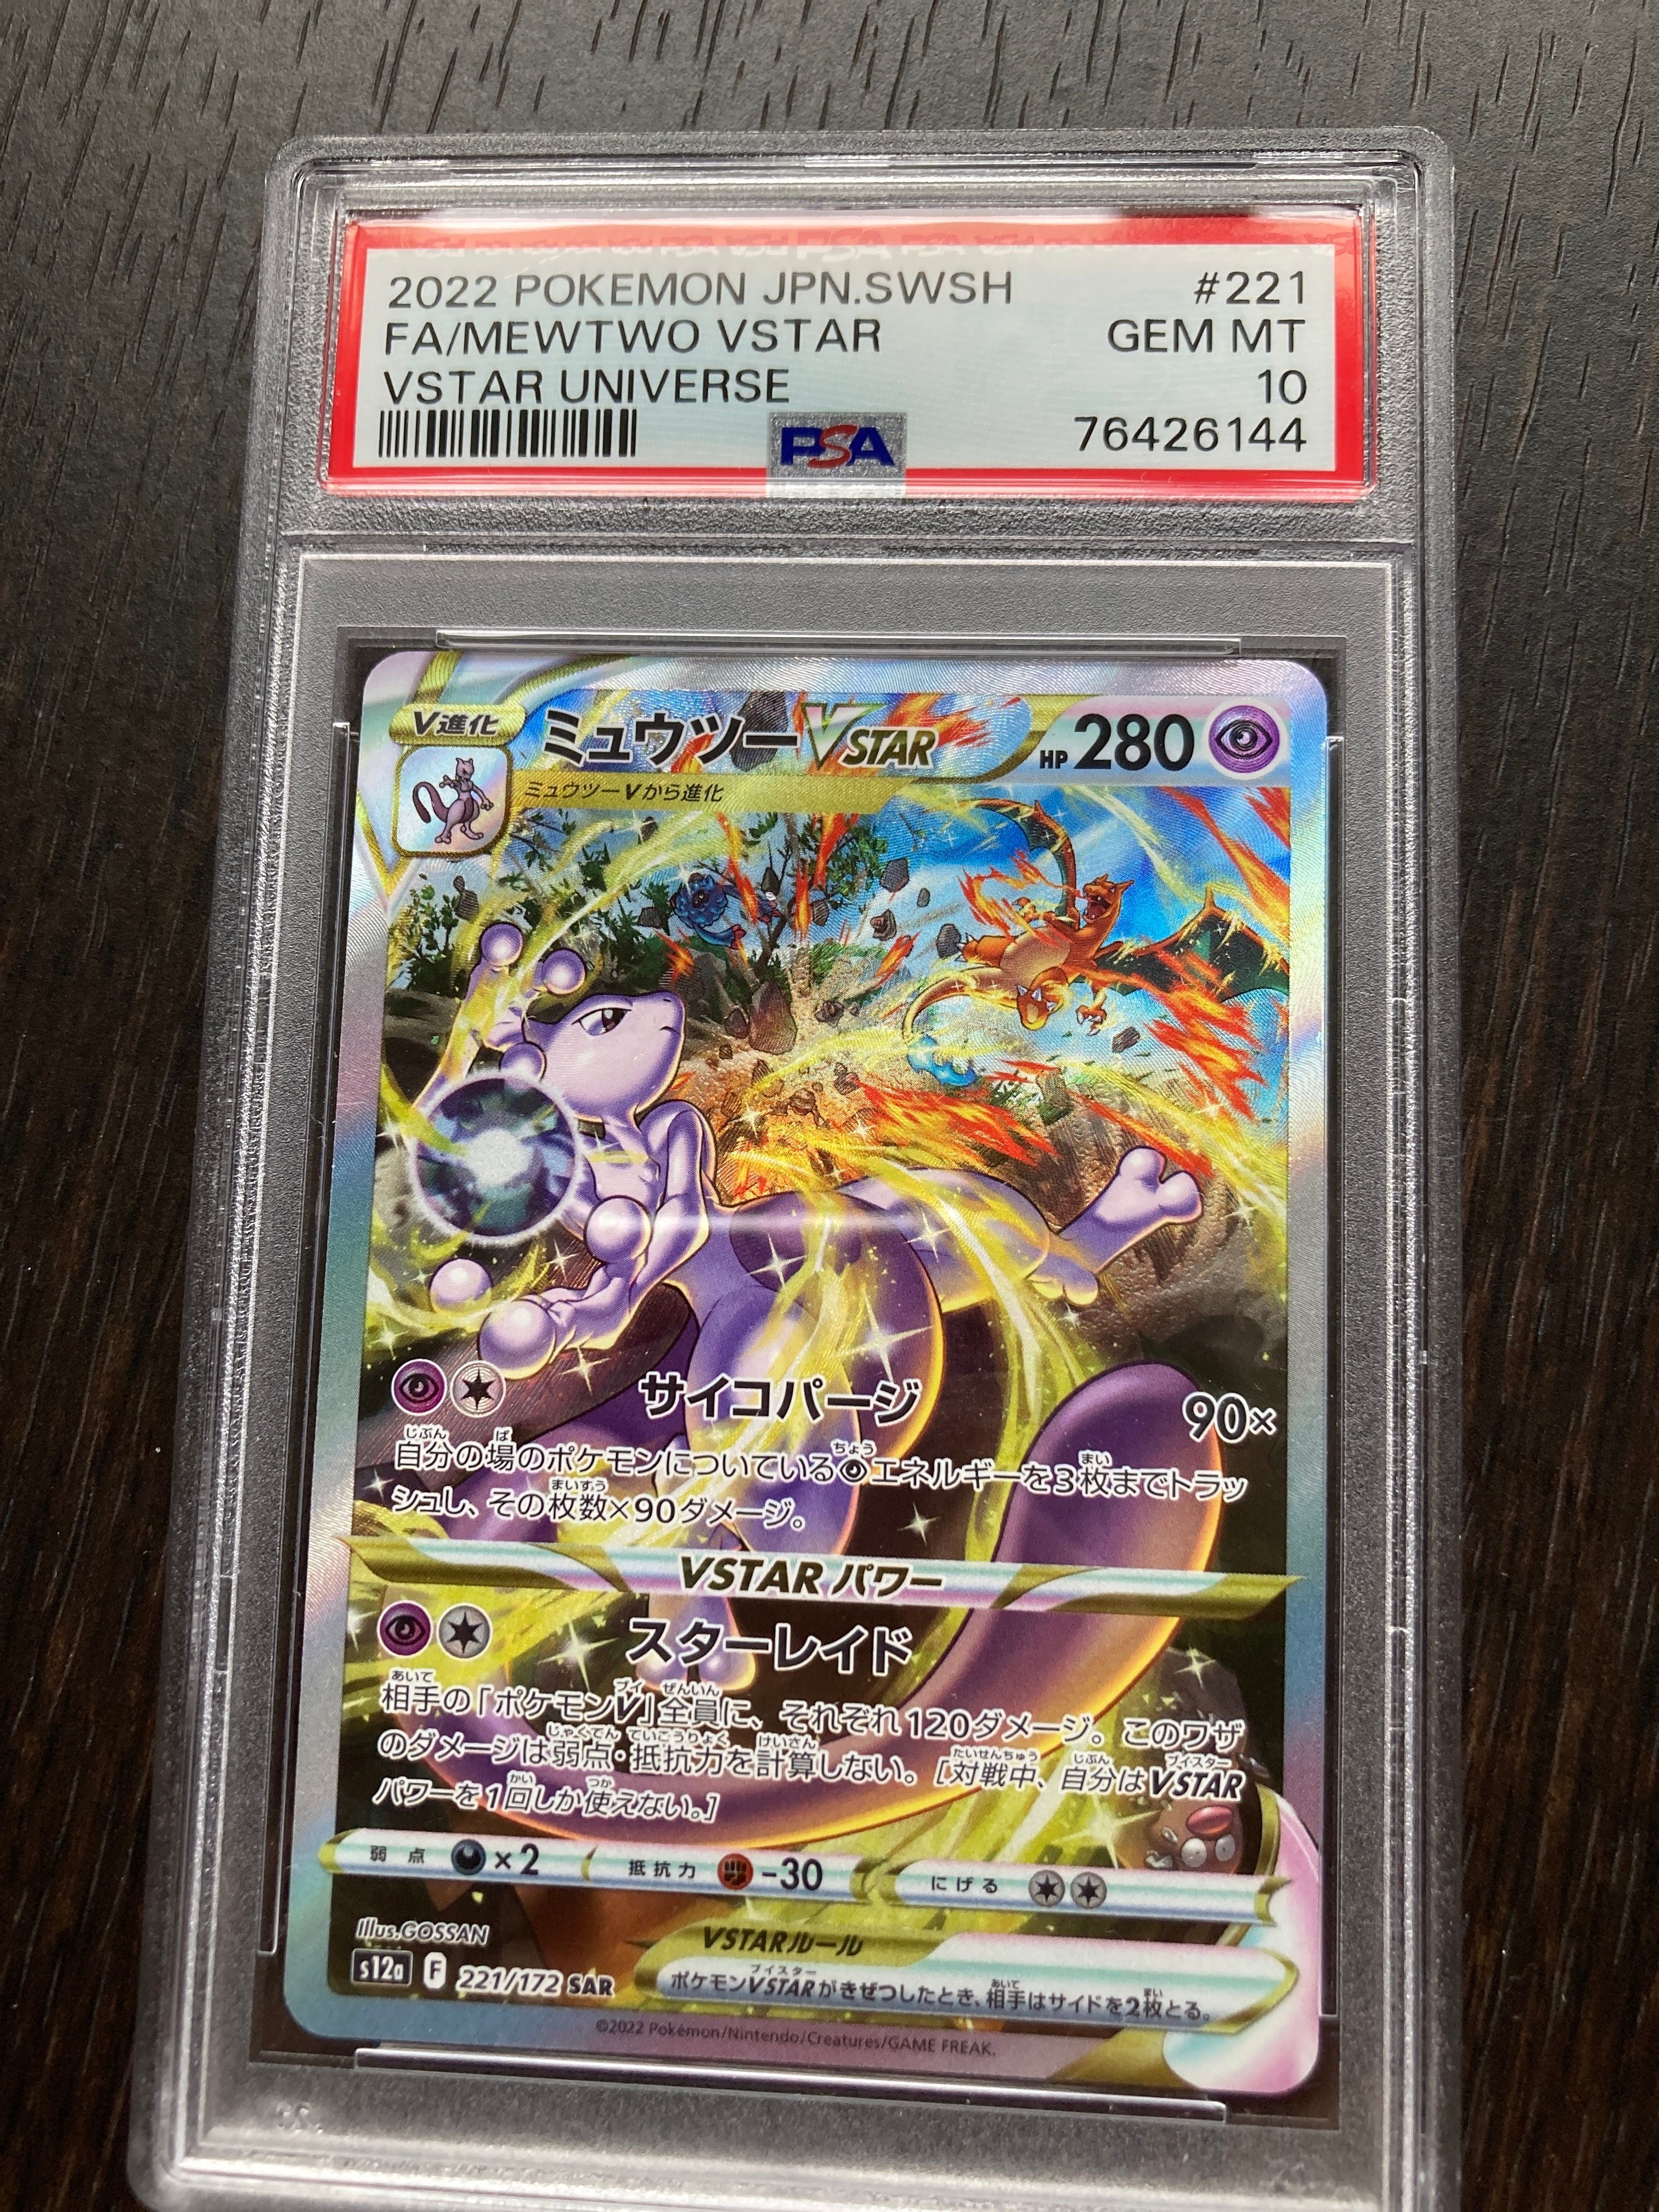 2022 POKEMON JPN.SWSH #221
FA/MEWTWO VSTAR GEM MT
VSTAR UNIVERSE 10
PSA 76426144
V進化 ミュウツーVSTAR HP 280
ミュウツーVから進化
サイコパージ 90×
自分の場のポケモンについているエネルギーを3枚までトラッ
シュし、その枚数×90ダメージ。
VSTARパワー
スターレイド
相手の「ポケモンV」全員に、それぞれ120ダメージ。このワザ
のダメージは弱点・抵抗力を計算しない。[対戦中、自分はVSTAR
パワーを1回しか使えない。]
弱点 ×2 抵抗力 -30 にげる
Illus.GOSSAN
VSTARルール
s12a F 221/172 SAR
ポケモンVSTARがきぜつしたとき、相手はサイドを2枚とる。
©2022 Pokémon/Nintendo/Creatures/GAME FREAK.